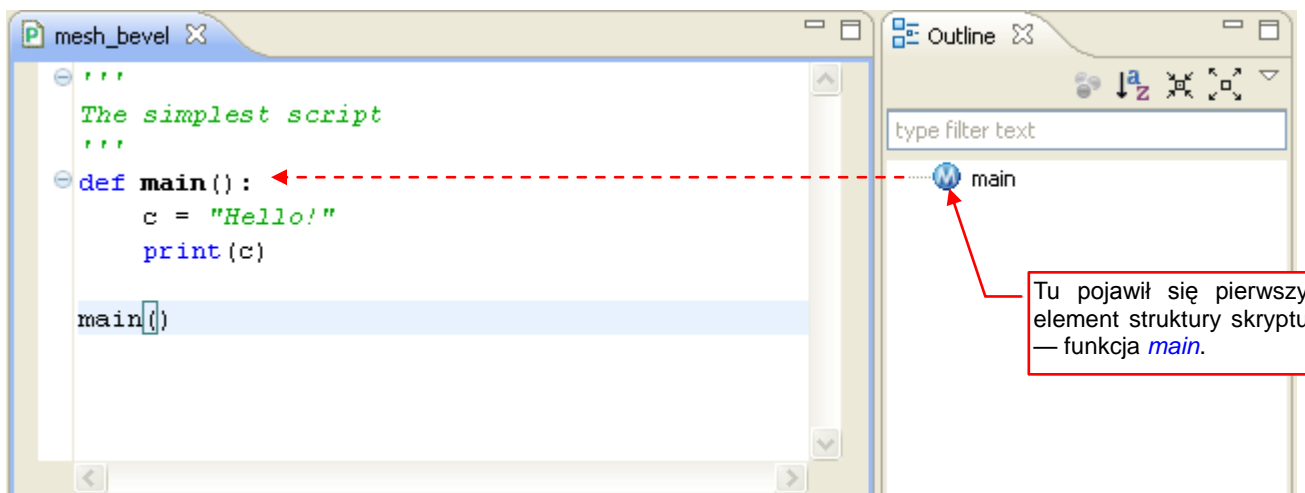 mesh_bevel
'''
The simplest script
'''
def main():
c = "Hello!"
print(c)
main()
Outline
type filter text
main
Tu pojawił się pierwszy
element struktury skryptu
— funkcja main.